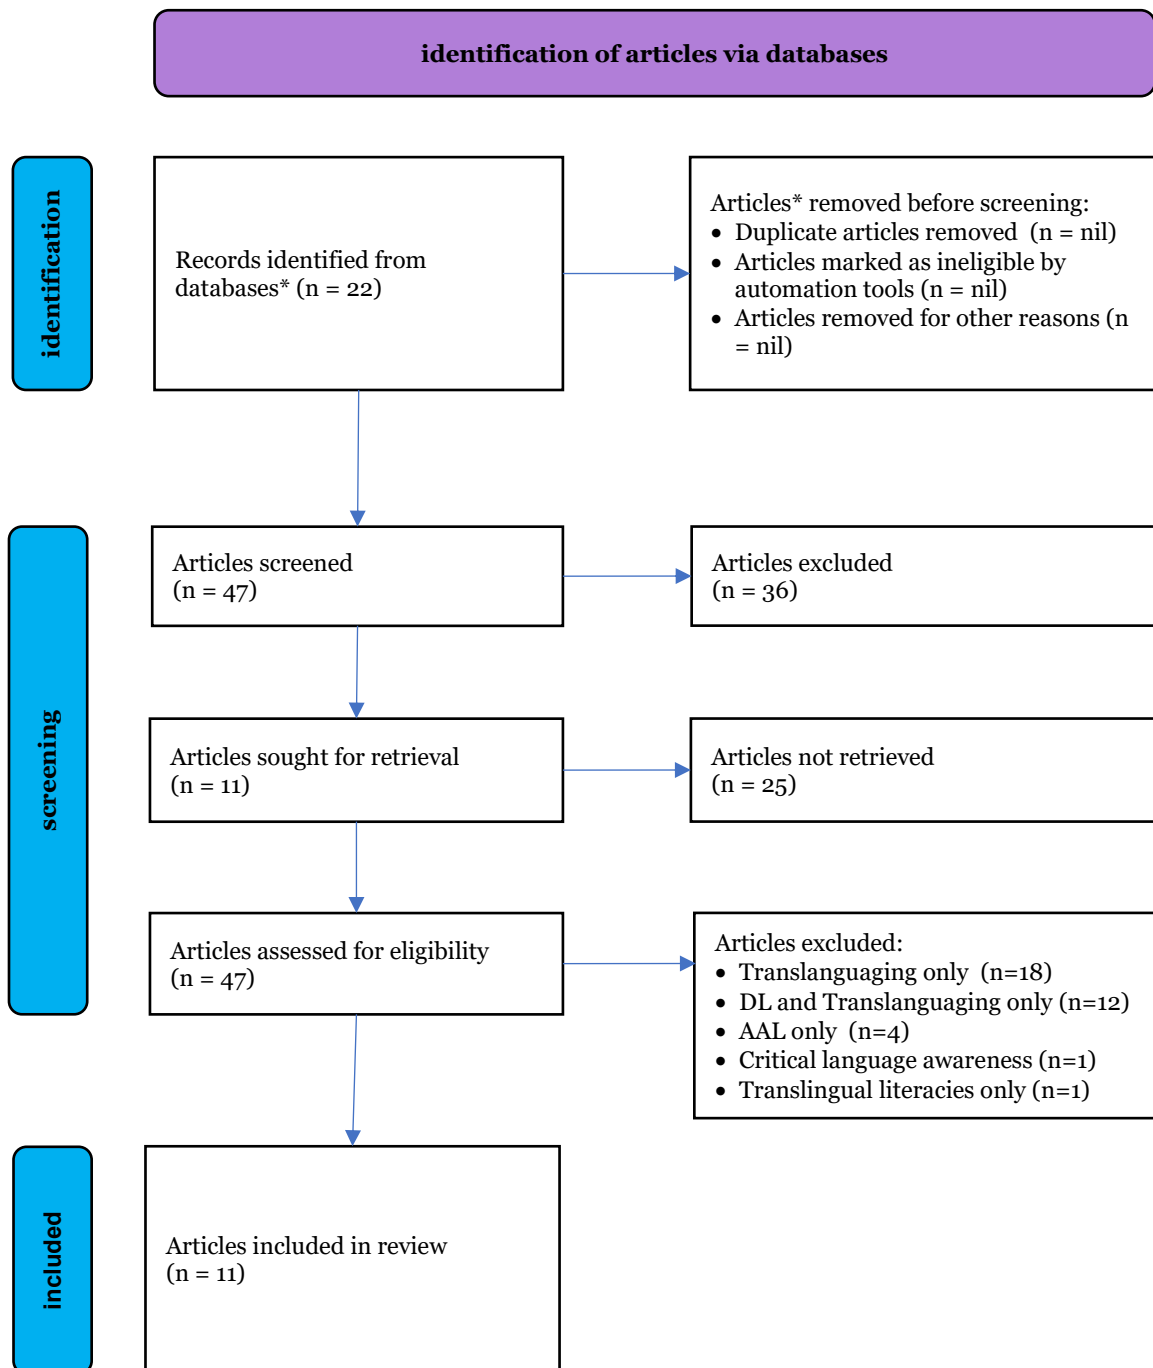 identification of articles via databases
identification
Records identified from
databases* (n = 22)
Articles* removed before screening:
• Duplicate articles removed  (n = nil)
• Articles marked as ineligible by
automation tools (n = nil)
• Articles removed for other reasons (n
= nil)
screening
Articles screened
(n = 47)
Articles excluded
(n = 36)
Articles sought for retrieval
(n = 11)
Articles not retrieved
(n = 25)
Articles assessed for eligibility
(n = 47)
Articles excluded:
• Translanguaging only  (n=18)
• DL and Translanguaging only (n=12)
• AAL only  (n=4)
• Critical language awareness (n=1)
• Translingual literacies only (n=1)
included
Articles included in review
(n = 11)